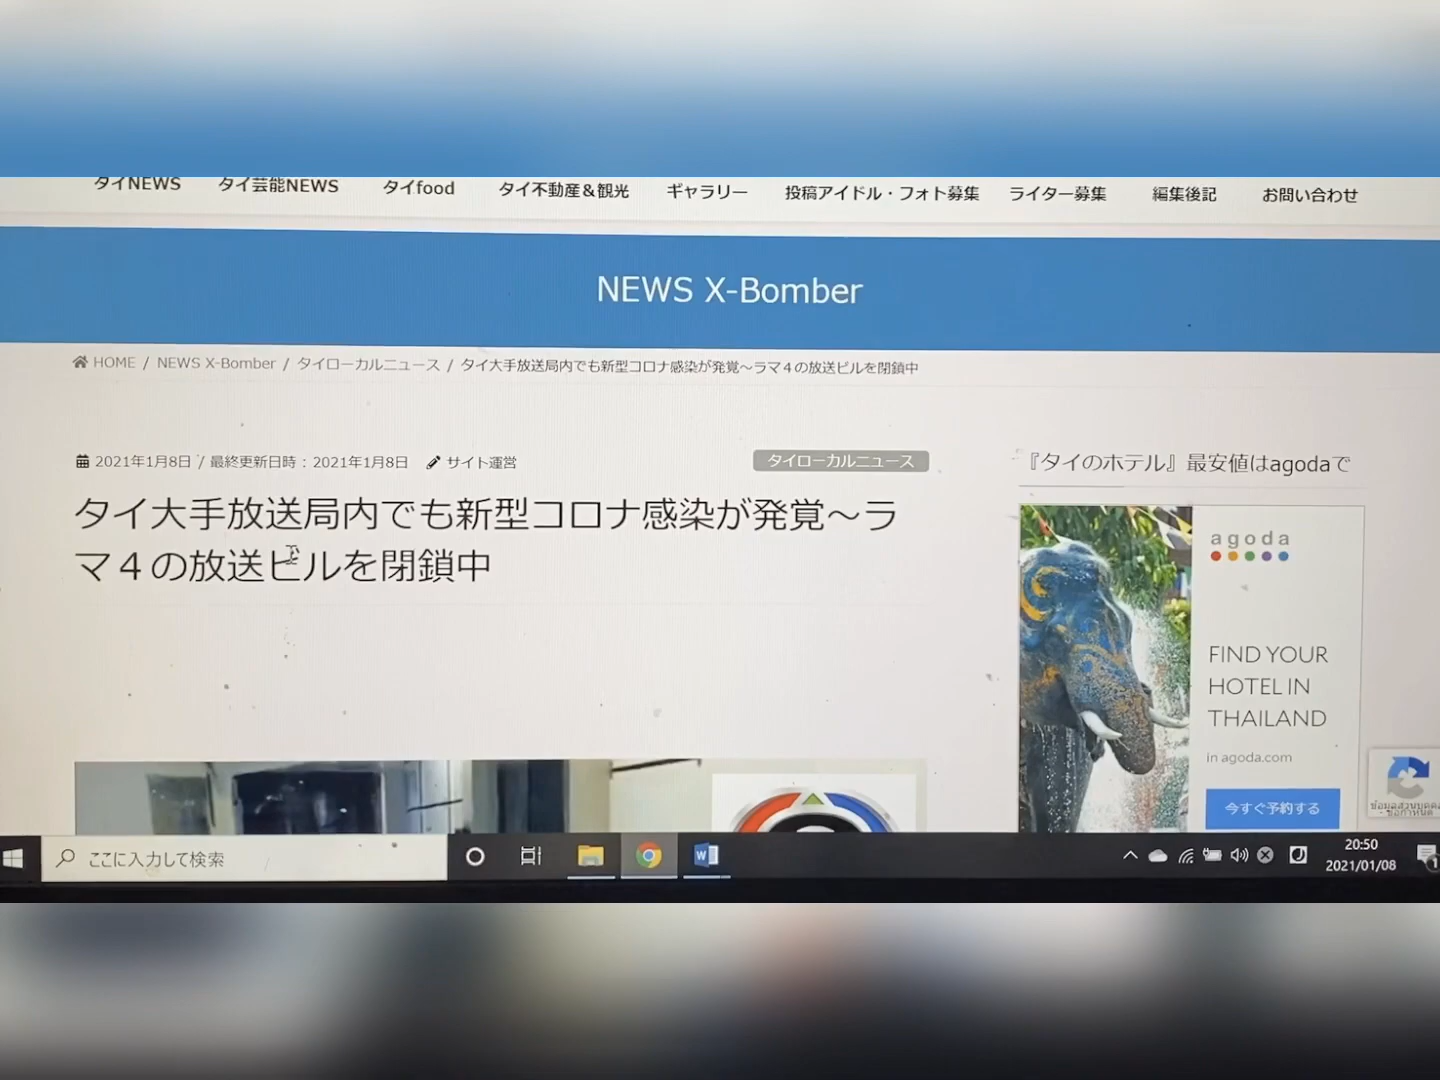 タイNEWS
タイ芸能NEWS
タイfood
タイ不動産＆観光
ギャラリー
投稿アイドル・フォト募集
ライター募集
編集後記
お問い合わせ
NEWS X-Bomber
HOME / NEWS X-Bomber / タイローカルニュース / タイ大手放送局内でも新型コロナ感染が発覚～ラマ４の放送ビルを閉鎖中
2021年1月8日 / 最終更新日時 : 2021年1月8日 サイト運営
タイローカルニュース
タイ大手放送局内でも新型コロナ感染が発覚～ラ
マ４の放送ビルを閉鎖中
『タイのホテル』最安値はagodaで
agoda
FIND YOUR
HOTEL IN
THAILAND
in agoda.com
今すぐ予約する
ここに入力して検索
W
20:50
2021/01/08
1